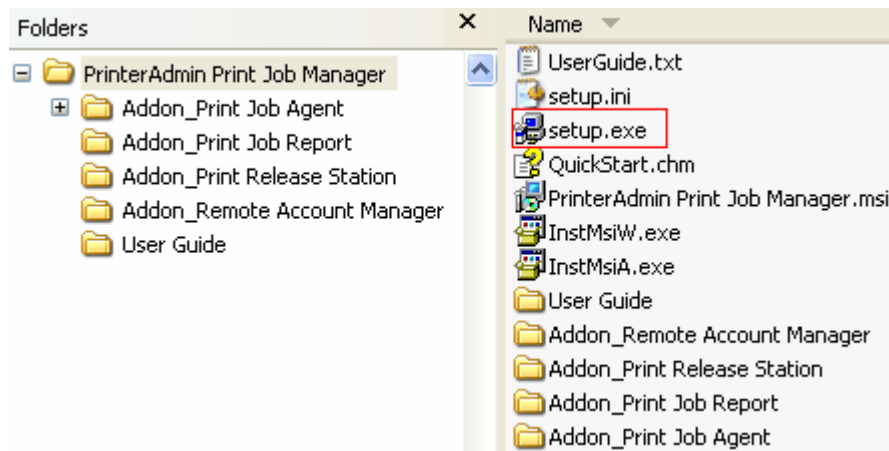 Folders
PrinterAdmin Print Job Manager
Addon_Print Job Agent
Addon_Print Job Report
Addon_Print Release Station
Addon_Remote Account Manager
User Guide
Name
UserGuide.txt
setup.ini
setup.exe
QuickStart.chm
PrinterAdmin Print Job Manager.msi
InstMsiW.exe
InstMsiA.exe
User Guide
Addon_Remote Account Manager
Addon_Print Release Station
Addon_Print Job Report
Addon_Print Job Agent